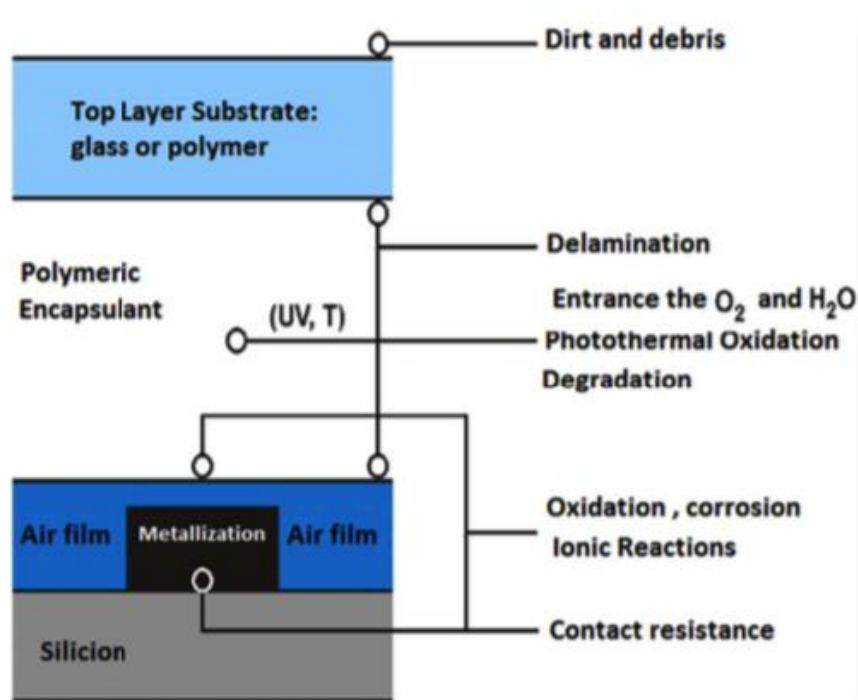 Dirt and debris
Top Layer Substrate:
glass or polymer
Delamination
Polymeric
Encapsulant
(UV, T)
Entrance the O₂ and H₂O
Photothermal Oxidation
Degradation
Air film
Metallization
Air film
Oxidation , corrosion
Ionic Reactions
Contact resistance
Silicion